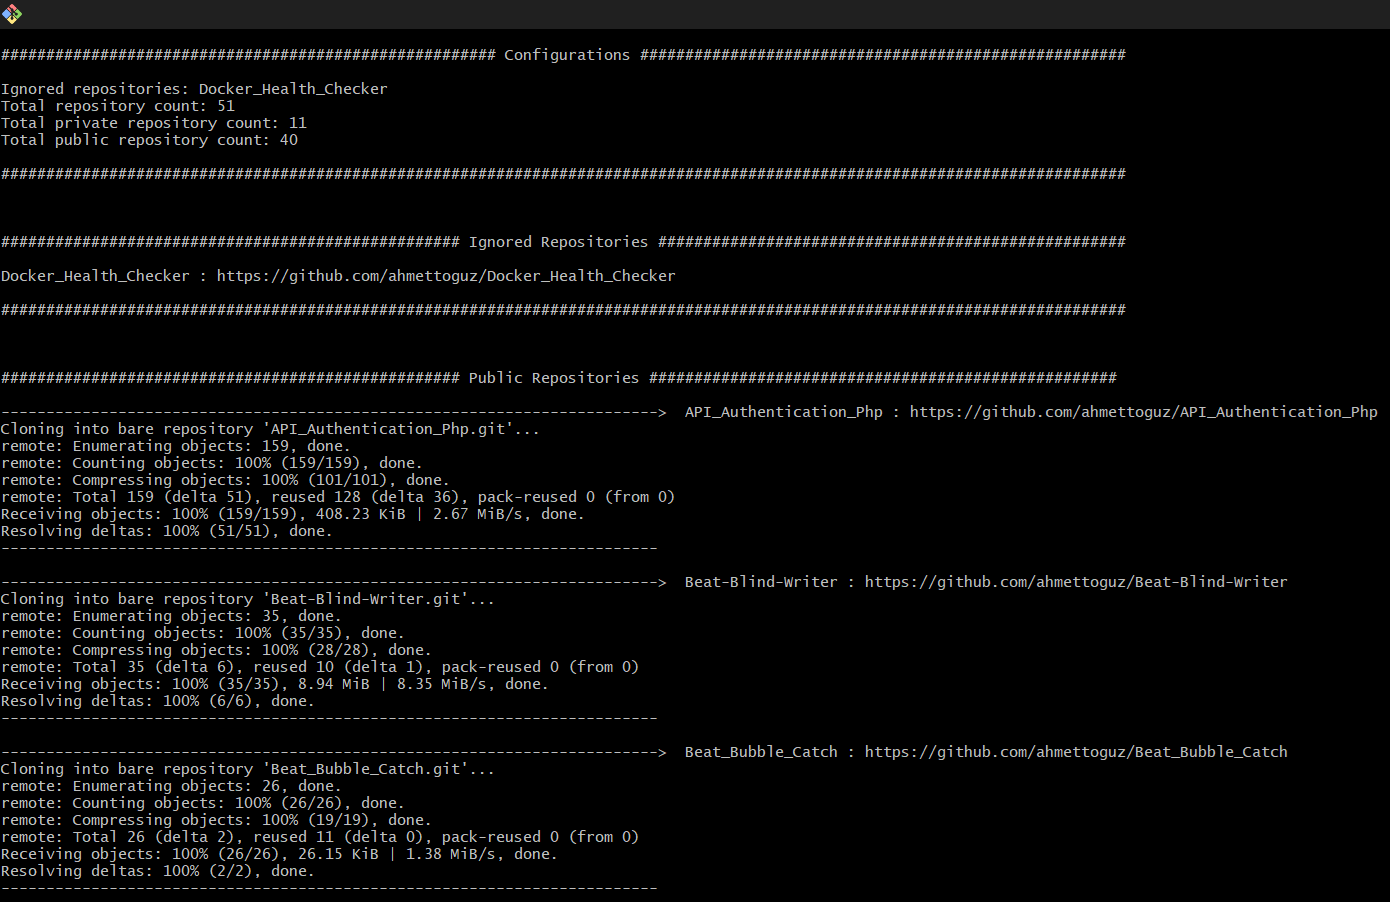 ####################################################### Configurations ######################################################
Ignored repositories: Docker_Health_Checker
Total repository count: 51
Total private repository count: 11
Total public repository count: 40
#############################################################################################################################
################################################### Ignored Repositories ####################################################
Docker_Health_Checker : https://github.com/ahmettoguz/Docker_Health_Checker
#############################################################################################################################
################################################### Public Repositories ####################################################
-------------------------------------------------------------------------> API_Authentication_Php : https://github.com/ahmettoguz/API_Authentication_Php
Cloning into bare repository 'API_Authentication_Php.git'...
remote: Enumerating objects: 159, done.
remote: Counting objects: 100% (159/159), done.
remote: Compressing objects: 100% (101/101), done.
remote: Total 159 (delta 51), reused 128 (delta 36), pack-reused 0 (from 0)
Receiving objects: 100% (159/159), 408.23 KiB | 2.67 MiB/s, done.
Resolving deltas: 100% (51/51), done.
-------------------------------------------------------------------------
-------------------------------------------------------------------------> Beat-Blind-Writer : https://github.com/ahmettoguz/Beat-Blind-Writer
Cloning into bare repository 'Beat-Blind-Writer.git'...
remote: Enumerating objects: 35, done.
remote: Counting objects: 100% (35/35), done.
remote: Compressing objects: 100% (28/28), done.
remote: Total 35 (delta 6), reused 10 (delta 1), pack-reused 0 (from 0)
Receiving objects: 100% (35/35), 8.94 MiB | 8.35 MiB/s, done.
Resolving deltas: 100% (6/6), done.
-------------------------------------------------------------------------
-------------------------------------------------------------------------> Beat_Bubble_Catch : https://github.com/ahmettoguz/Beat_Bubble_Catch
Cloning into bare repository 'Beat_Bubble_Catch.git'...
remote: Enumerating objects: 26, done.
remote: Counting objects: 100% (26/26), done.
remote: Compressing objects: 100% (19/19), done.
remote: Total 26 (delta 2), reused 11 (delta 0), pack-reused 0 (from 0)
Receiving objects: 100% (26/26), 26.15 KiB | 1.38 MiB/s, done.
Resolving deltas: 100% (2/2), done.
-------------------------------------------------------------------------